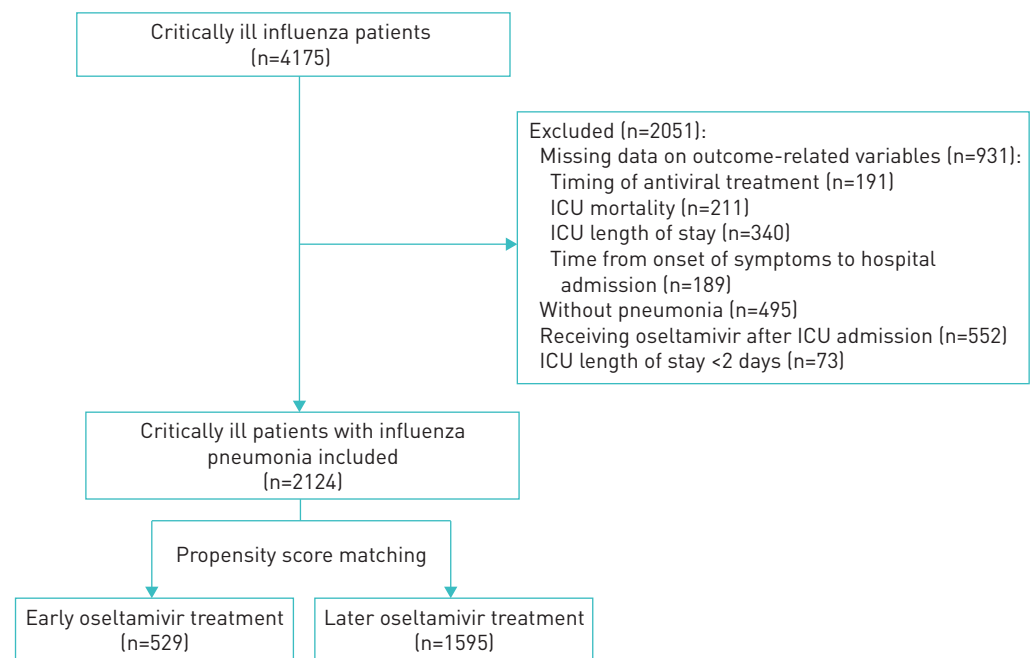 Critically ill influenza patients
(n=4175)
Excluded (n=2051):
Missing data on outcome-related variables (n=931):
Timing of antiviral treatment (n=191)
ICU mortality (n=211)
ICU length of stay (n=340)
Time from onset of symptoms to hospital
admission (n=189)
Without pneumonia (n=495)
Receiving oseltamivir after ICU admission (n=552)
ICU length of stay <2 days (n=73)
Critically ill patients with influenza
pneumonia included
(n=2124)
Propensity score matching
Early oseltamivir treatment
(n=529)
Later oseltamivir treatment
(n=1595)